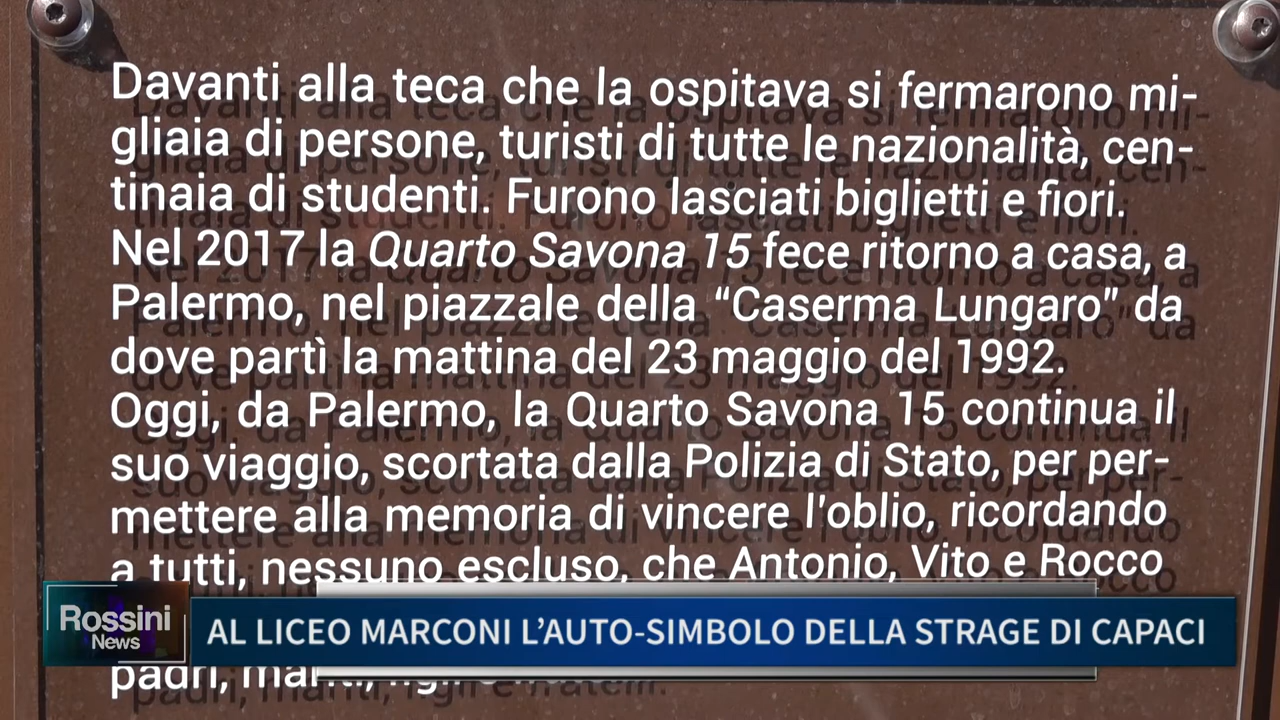 Davanti alla teca che la ospitava si fermarono mi-
gliaia di persone, turisti di tutte le nazionalità, cen-
tinaia di studenti. Furono lasciati biglietti e fiori.
Nel 2017 la Quarto Savona 15 fece ritorno a casa, a
Palermo, nel piazzale della “Caserma Lungaro” da
dove partì la mattina del 23 maggio del 1992.
Oggi, da Palermo, la Quarto Savona 15 continua il
suo viaggio, scortata dalla Polizia di Stato, per per-
mettere alla memoria di vincere l'oblio, ricordando
a tutti, nessuno escluso, che Antonio, Vito e Rocco
Rossini
News
AL LICEO MARCONI L’AUTO-SIMBOLO DELLA STRAGE DI CAPACI
padri,